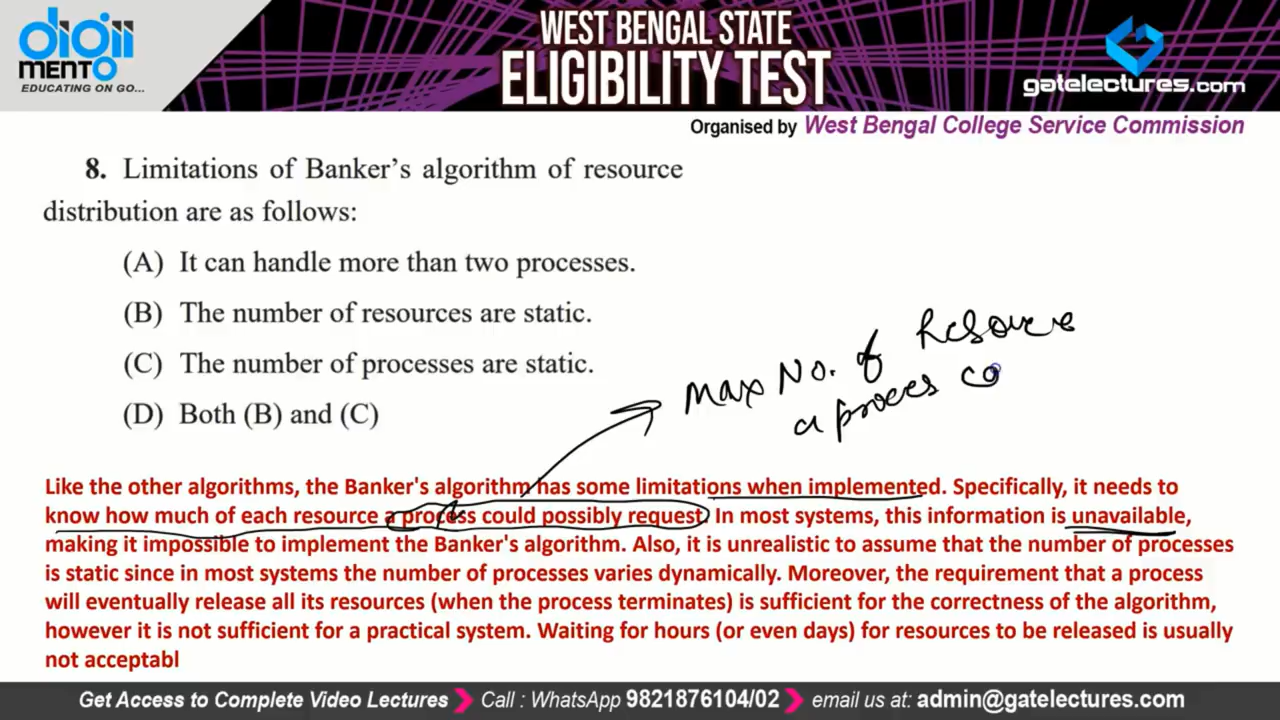 digii
MENTO
EDUCATING ON GO...
WEST BENGAL STATE
ELIGIBILITY TEST
gatelectures.com
Organised by West Bengal College Service Commission
8. Limitations of Banker's algorithm of resource
distribution are as follows:
(A) It can handle more than two processes.
(B) The number of resources are static.
(C) The number of processes are static.
(D) Both (B) and (C)
Max No. of Resource
a process co
Like the other algorithms, the Banker's algorithm has some limitations when implemented. Specifically, it needs to
know how much of each resource a process could possibly request. In most systems, this information is unavailable,
making it impossible to implement the Banker's algorithm. Also, it is unrealistic to assume that the number of processes
is static since in most systems the number of processes varies dynamically. Moreover, the requirement that a process
will eventually release all its resources (when the process terminates) is sufficient for the correctness of the algorithm,
however it is not sufficient for a practical system. Waiting for hours (or even days) for resources to be released is usually
not acceptabl
Get Access to Complete Video Lectures Call : WhatsApp 9821876104/02 email us at: admin@gatelectures.com